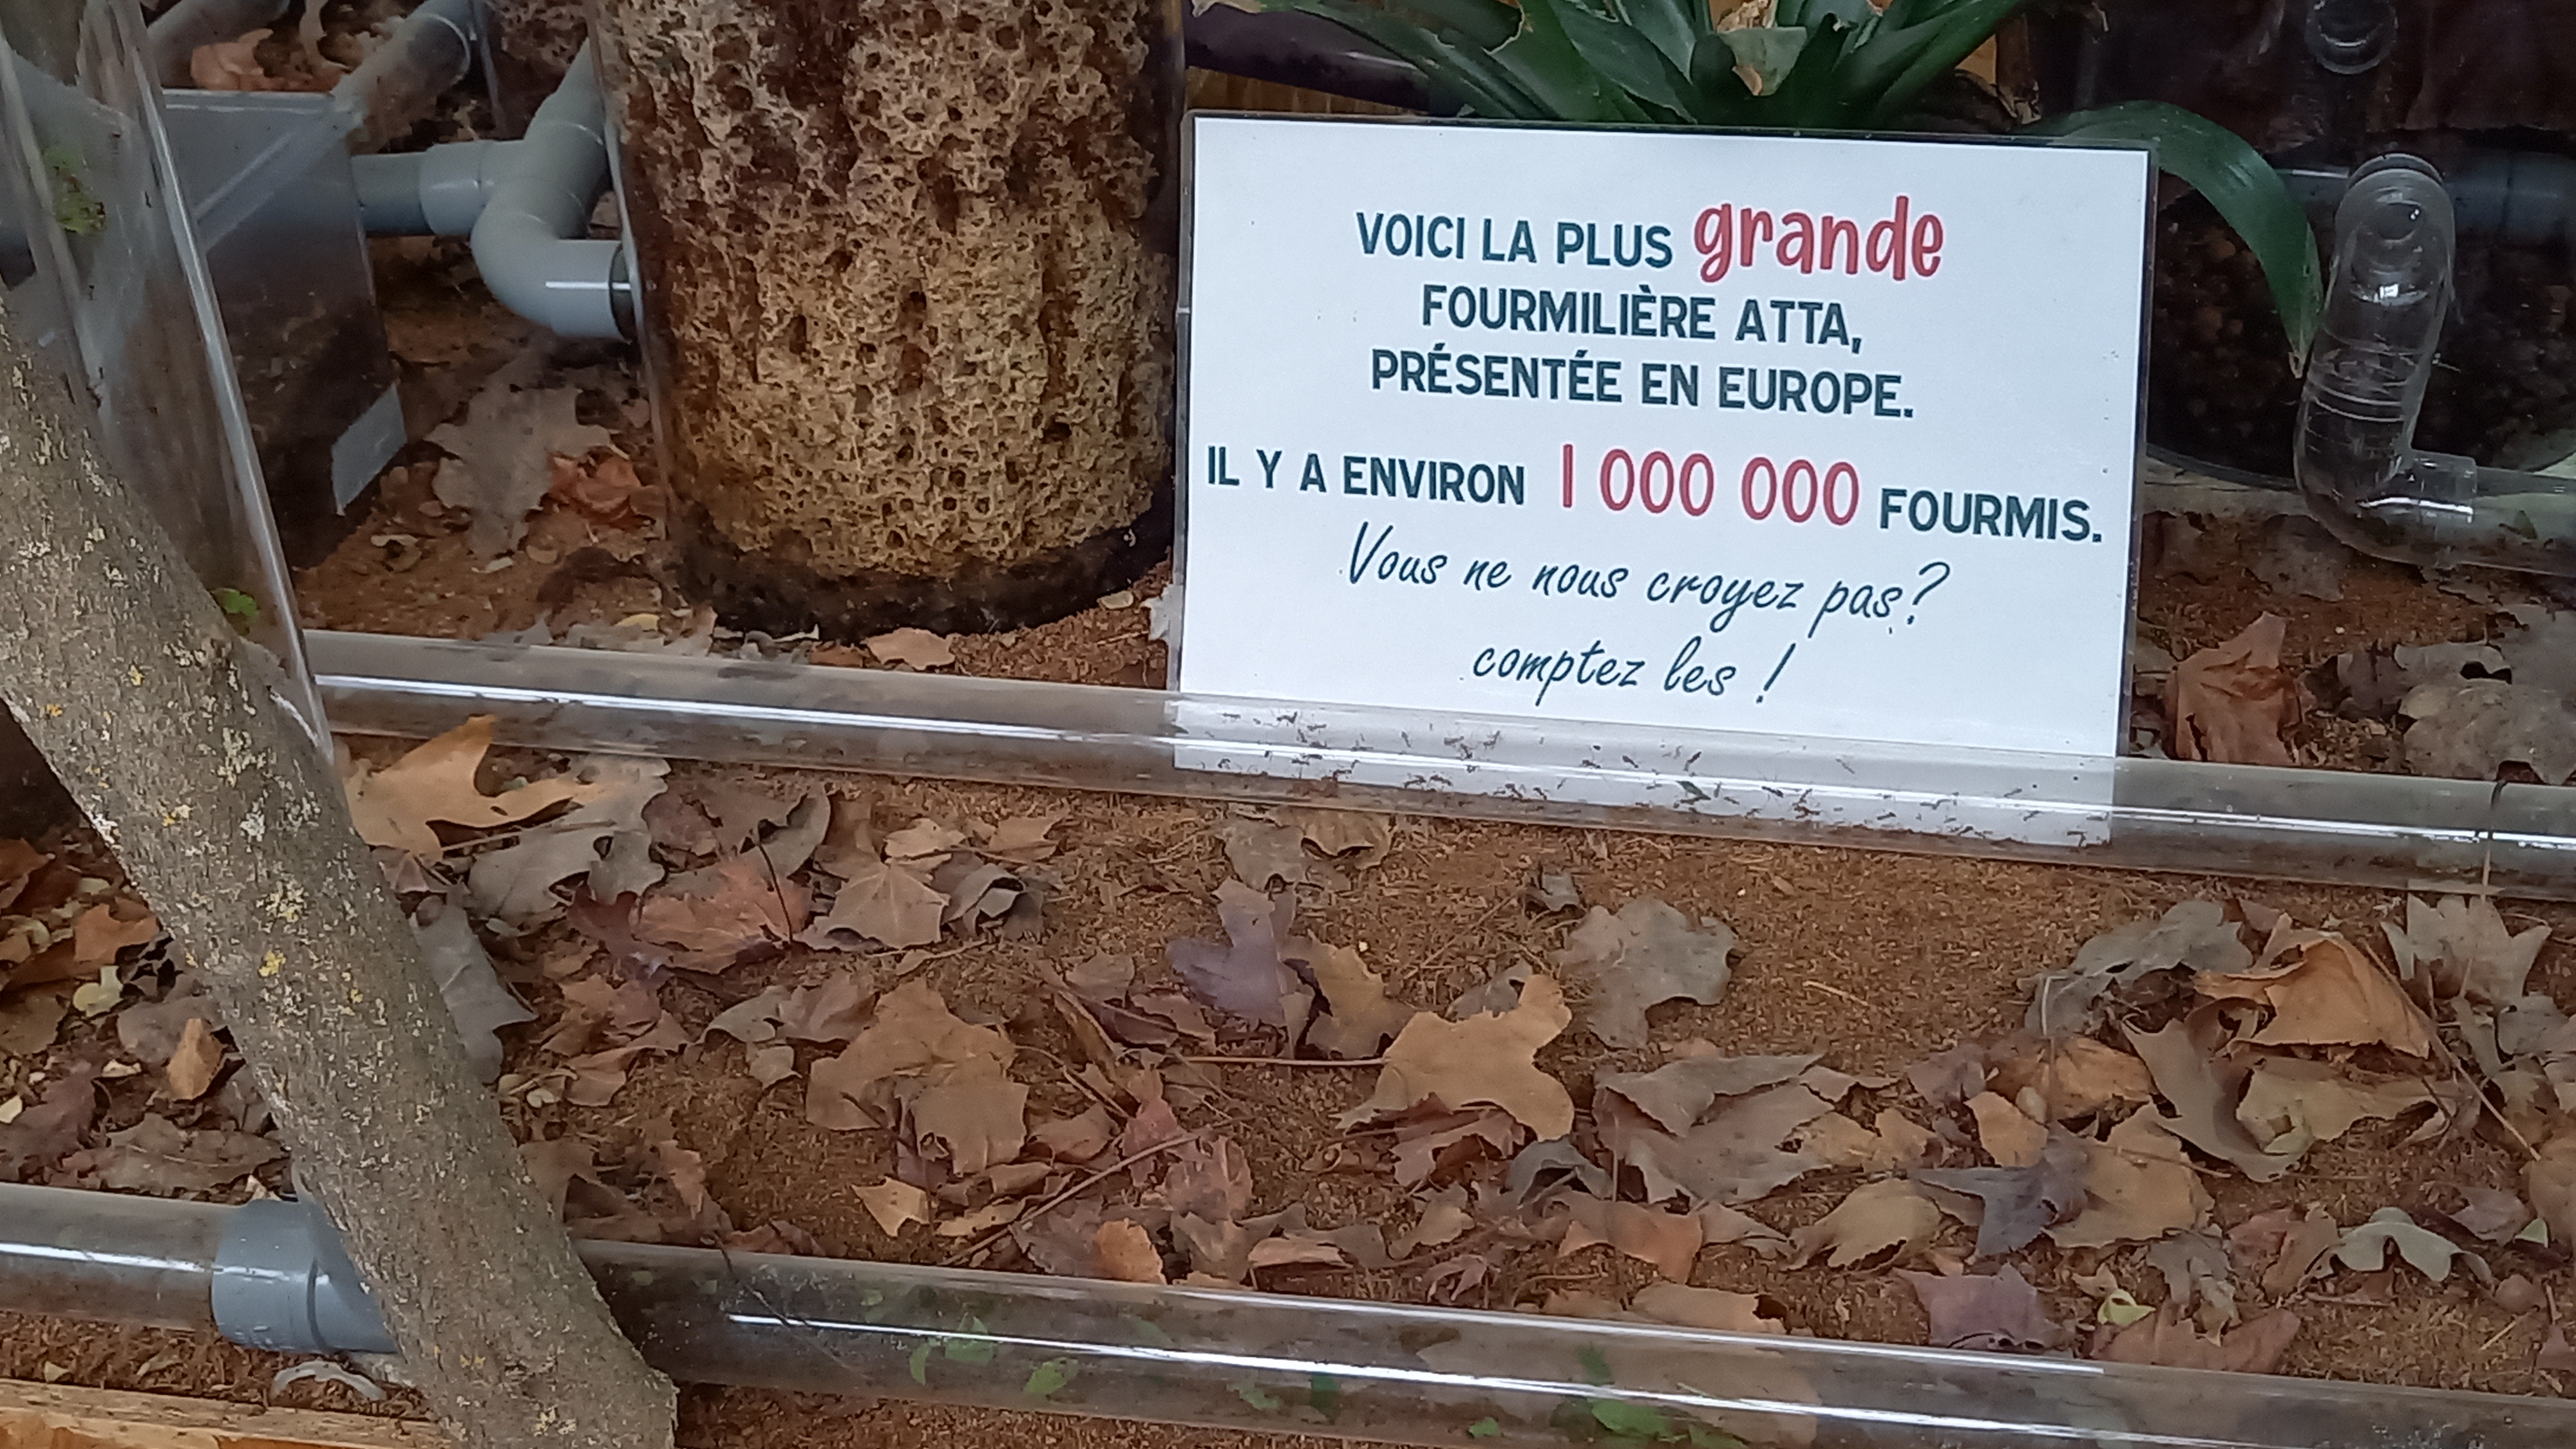 VOICI LA PLUS grande
FOURMILIÈRE ATTA,
PRÉSENTÉE EN EUROPE.
IL Y A ENVIRON 1 000 000 FOURMIS.
Vous ne nous croyez pas?
comptez les !